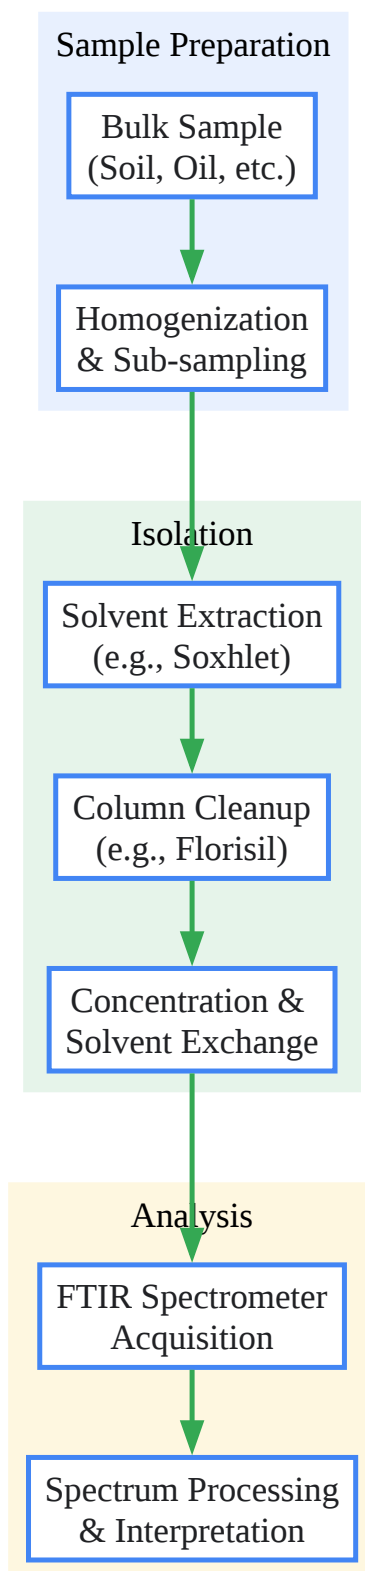 Sample Preparation
Bulk Sample
(Soil, Oil, etc.)
Homogenization
& Sub-sampling
Isolation
Solvent Extraction
(e.g., Soxhlet)
Column Cleanup
(e.g., Florisil)
Concentration &
Solvent Exchange
Analysis
FTIR Spectrometer
Acquisition
Spectrum Processing
& Interpretation